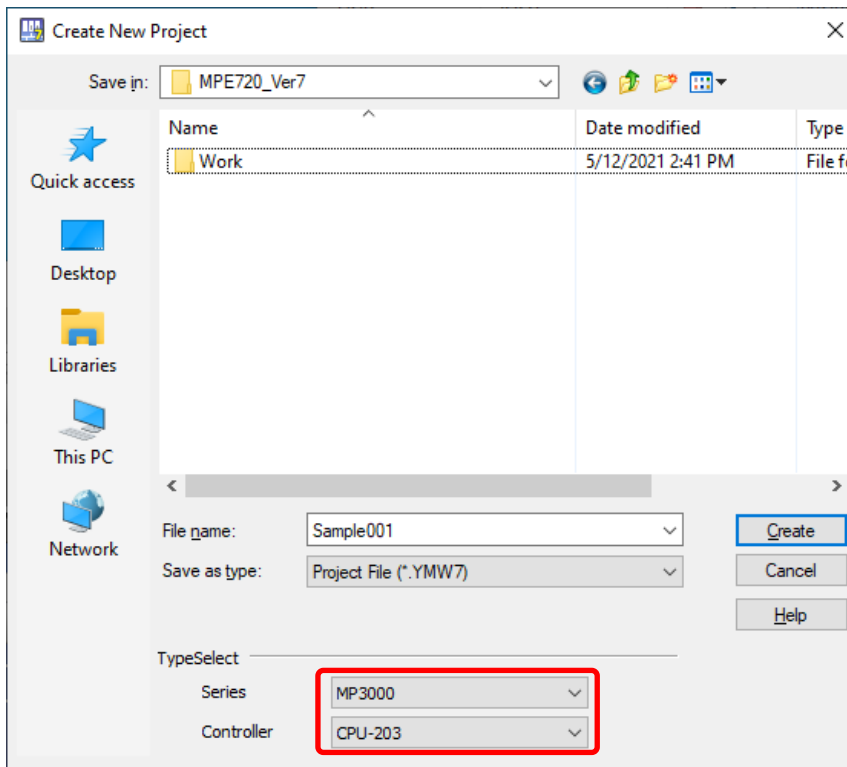 Create New Project
Save in: MPE720_Ver7
Name Date modified Type
Work 5/12/2021 2:41 PM File f
Quick access
Desktop
Libraries
This PC
Network
File name: Sample001 Create
Save as type: Project File (*.YMW7) Cancel
Help
TypeSelect
Series MP3000
Controller CPU-203